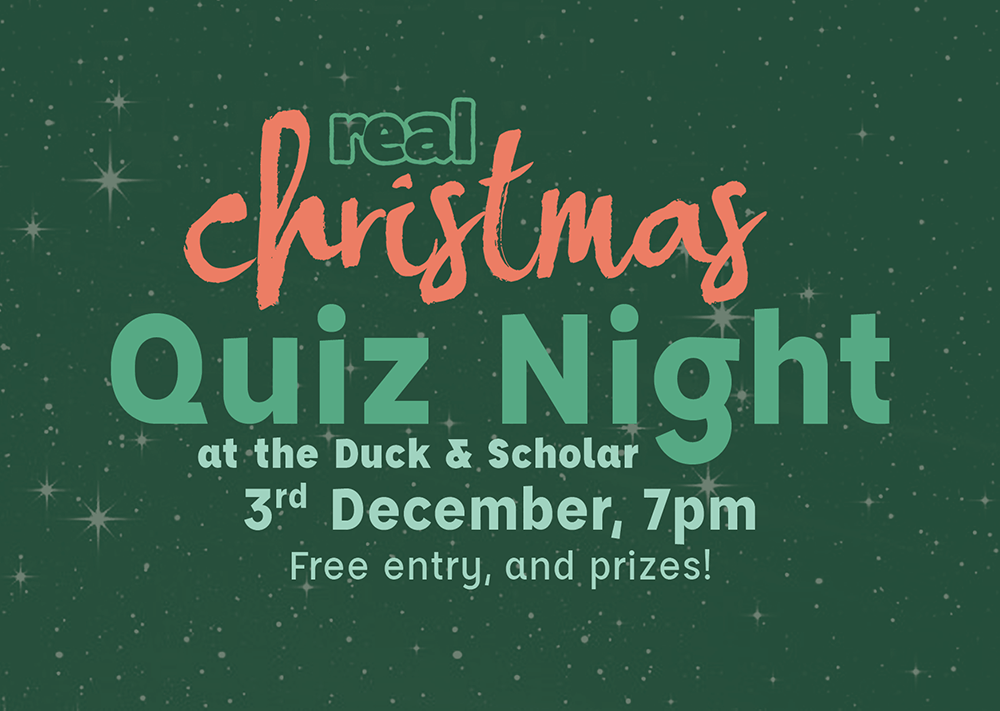 real
christmas
Quiz Night
at the Duck & Scholar
3rd December, 7pm
Free entry, and prizes!